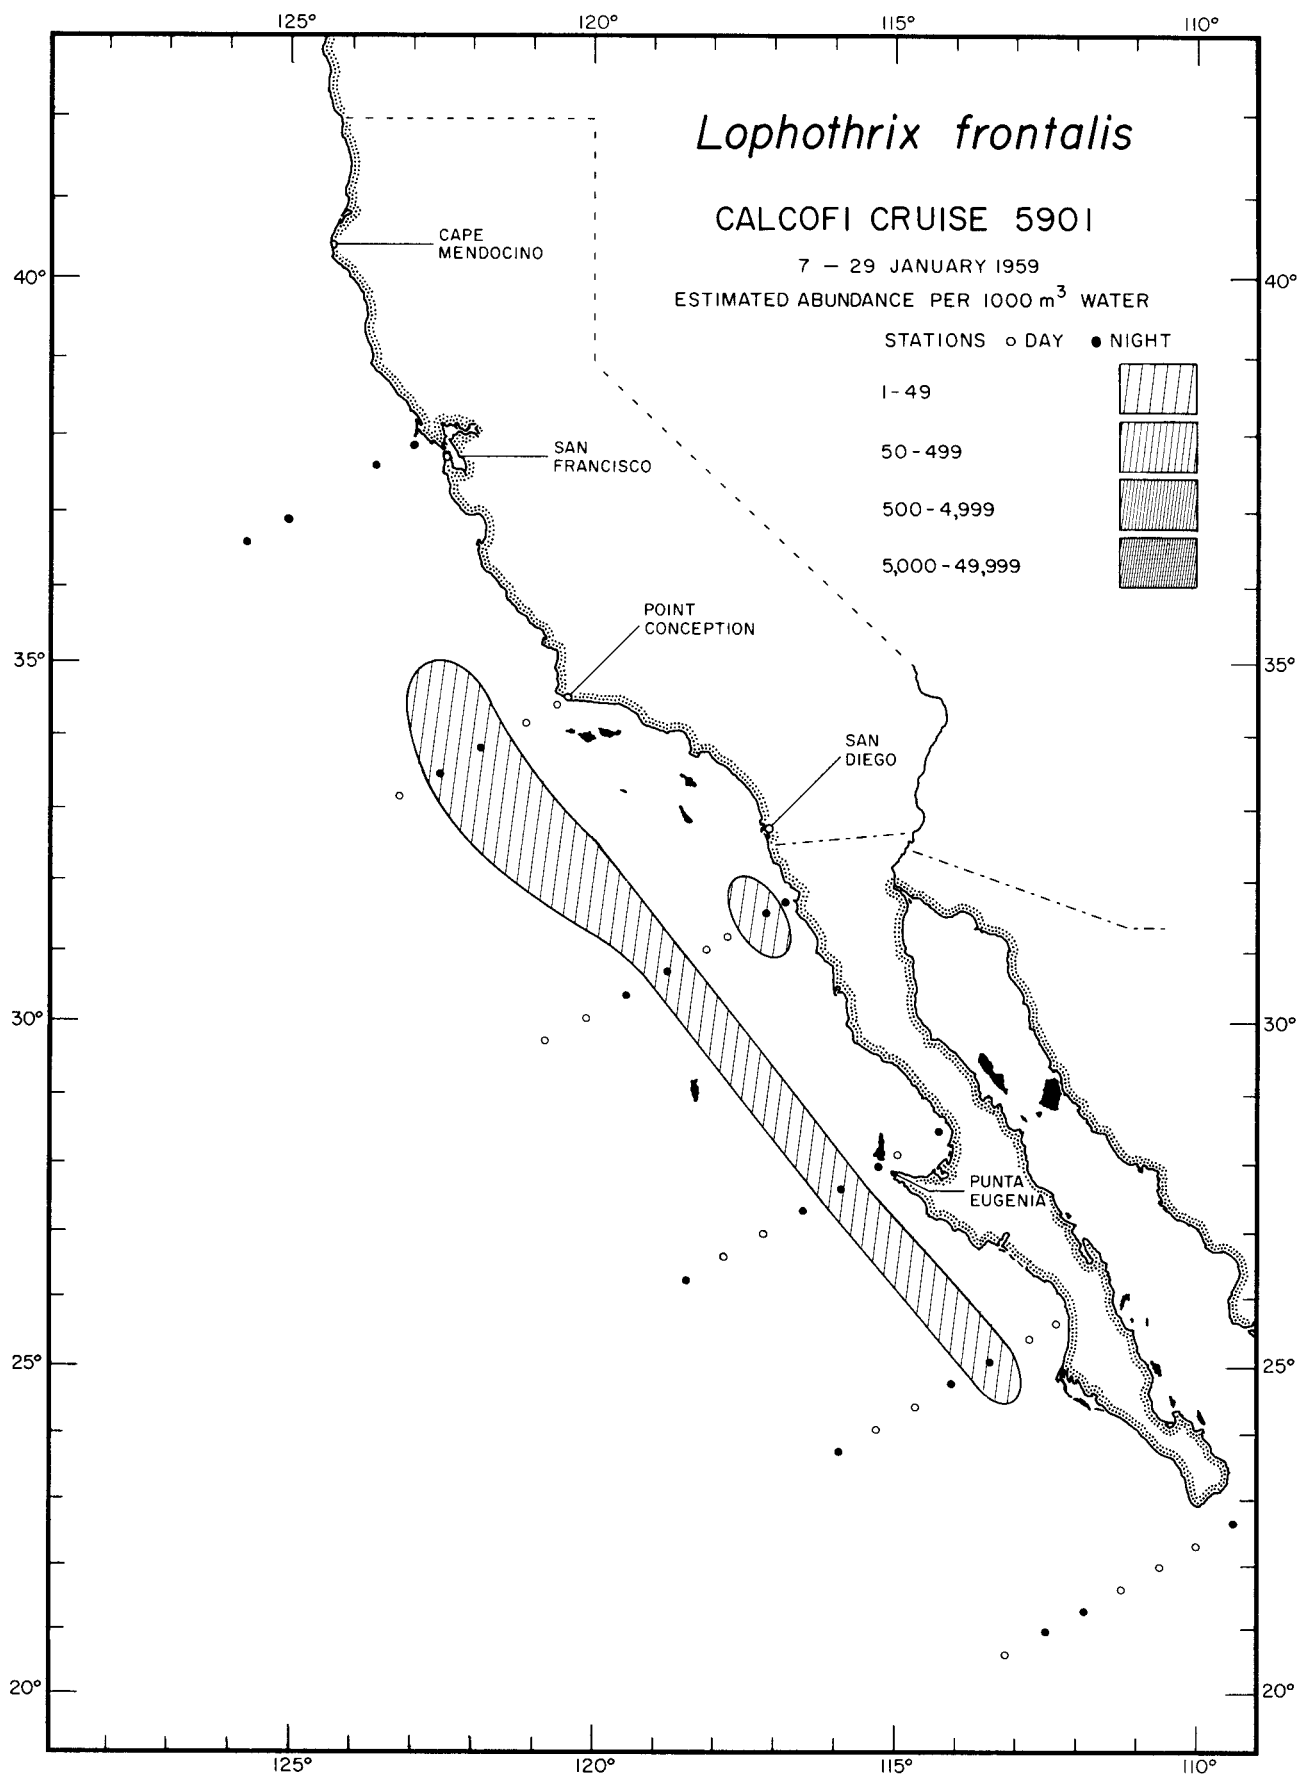 125° 120° 115° 110°
Lophothrix frontalis
CALCOFI CRUISE 5901
7 – 29 JANUARY 1959
ESTIMATED ABUNDANCE PER 1000 m³ WATER
STATIONS ○ DAY ● NIGHT
1-49
50-499
500-4,999
5,000-49,999
CAPE
MENDOCINO
40° 40°
SAN
FRANCISCO
POINT
CONCEPTION
35° 35°
SAN
DIEGO
30° 30°
PUNTA
EUGENIA
25° 25°
20° 20°
125° 120° 115° 110°